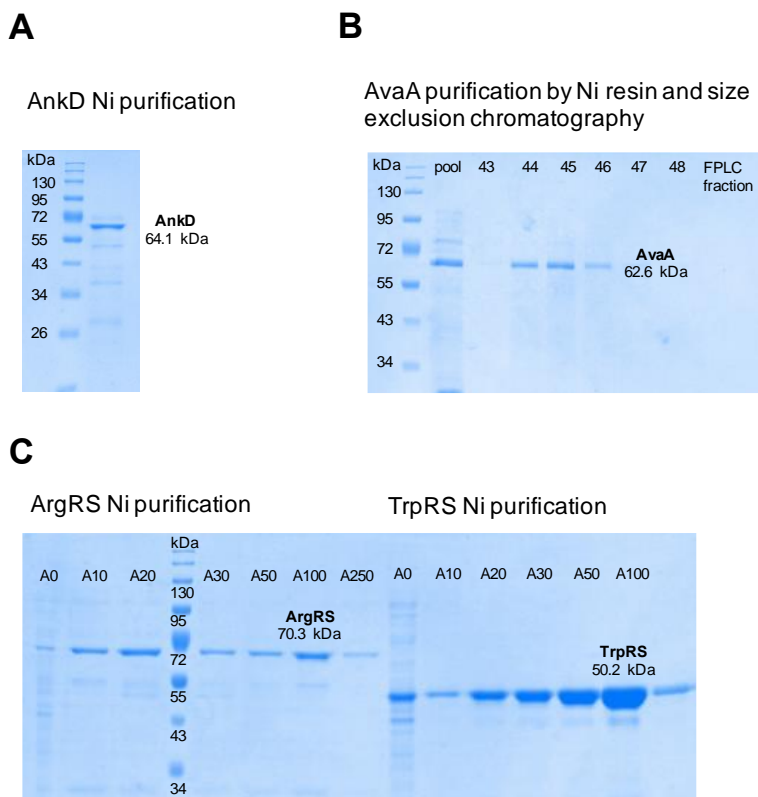 A
AnkD Ni purification
kDa
130
95
72
55
43
34
26
AnkD
64.1 kDa
B
AvaA purification by Ni resin and size
exclusion chromatography
kDa
pool 43 44 45 46 47 48 FPLC
fraction
130
95
72
55
43
34
AvaA
62.6 kDa
C
ArgRS Ni purification
kDa
A0 A10 A20 A30 A50 A100 A250
130
95
72
55
43
34
ArgRS
70.3 kDa
TrpRS Ni purification
A0 A10 A20 A30 A50 A100
TrpRS
50.2 kDa